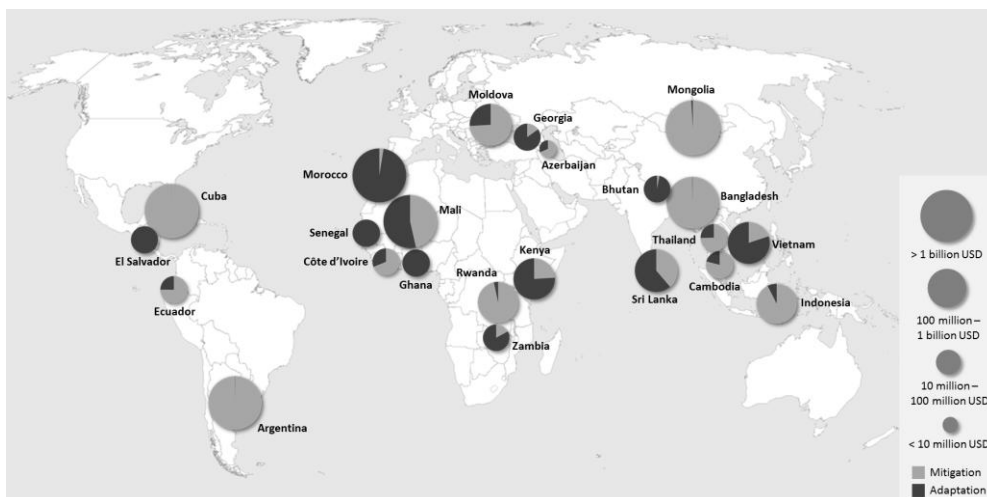 Moldova
Mongolia
Georgia
Azerbaijan
Morocco
Bhutan
Bangladesh
Cuba
Mali
Senegal
Thailand
Vietnam
El Salvador
Côte d'Ivoire
Ghana
Kenya
Rwanda
Sri Lanka
Cambodia
Ecuador
Indonesia
Zambia
Argentina
> 1 billion USD
100 million –
1 billion USD
10 million –
100 million USD
< 10 million USD
Mitigation
Adaptation